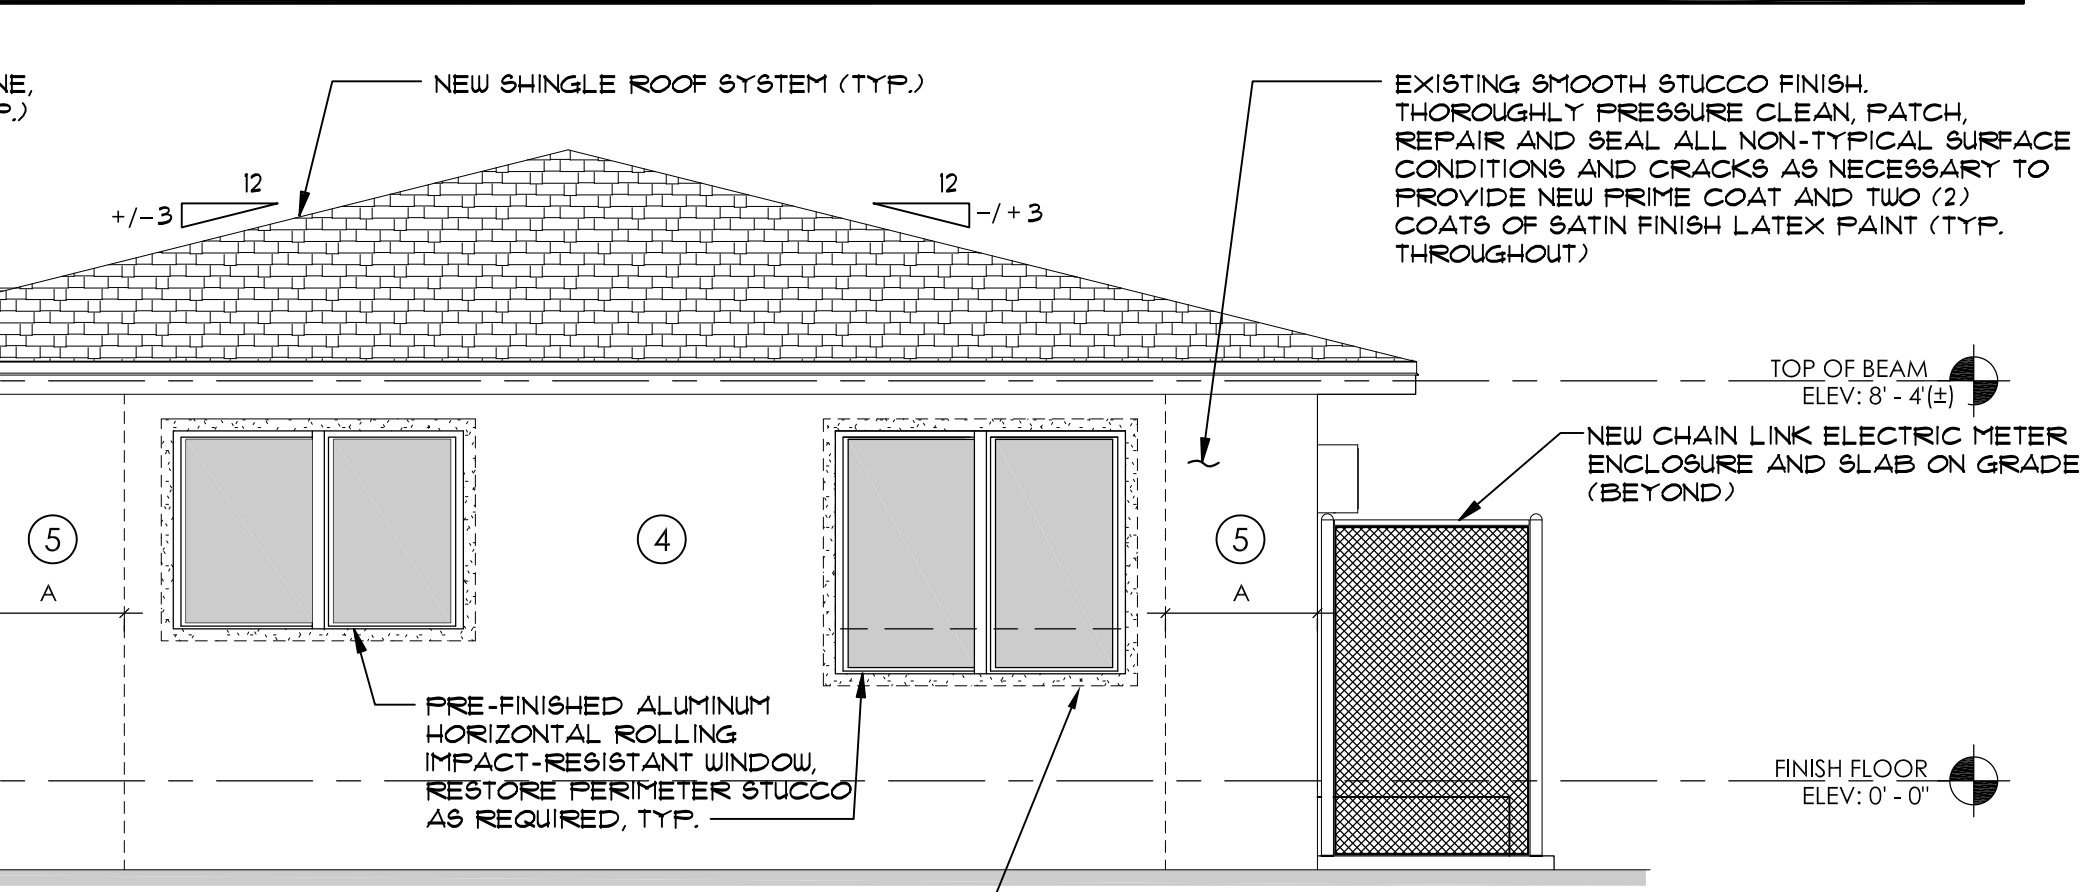 NE,
P.)
NEW SHINGLE ROOF SYSTEM (TYP.)
EXISTING SMOOTH STUCCO FINISH.
THOROUGHLY PRESSURE CLEAN, PATCH,
REPAIR AND SEAL ALL NON-TYPICAL SURFACE
CONDITIONS AND CRACKS AS NECESSARY TO
PROVIDE NEW PRIME COAT AND TWO (2)
COATS OF SATIN FINISH LATEX PAINT (TYP.
THROUGHOUT)
12
+/-3
12
-/+3
TOP OF BEAM
ELEV: 8' - 4'(±)
NEW CHAIN LINK ELECTRIC METER
ENCLOSURE AND SLAB ON GRADE
(BEYOND)
5
A
4
5
A
PRE-FINISHED ALUMINUM
HORIZONTAL ROLLING
IMPACT-RESISTANT WINDOW,
RESTORE PERIMETER STUCCO
AS REQUIRED, TYP.
FINISH FLOOR
ELEV: 0' - 0"